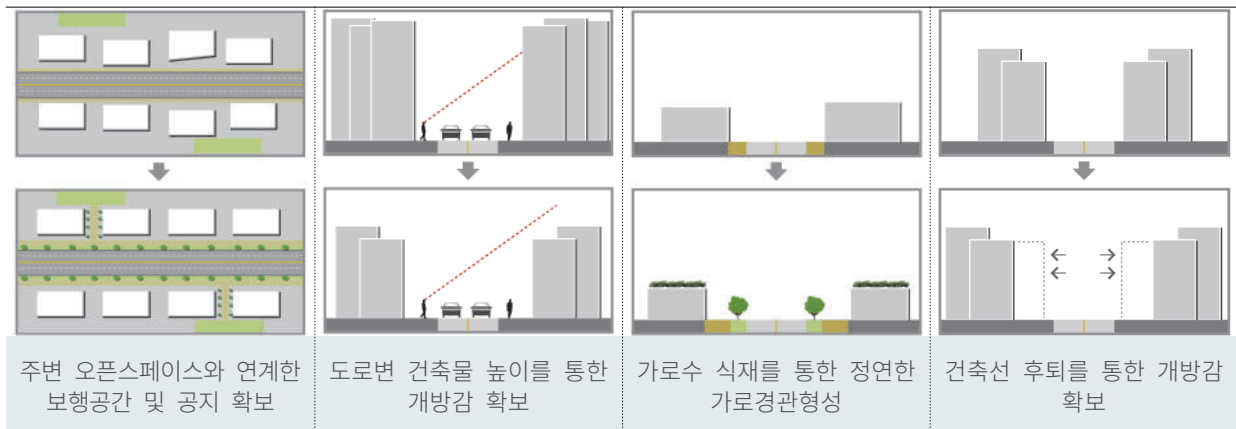 주변 오픈스페이스와 연계한
보행공간 및 공지 확보
도로변 건축물 높이를 통한
개방감 확보
가로수 식재를 통한 정연한
가로경관형성
건축선 후퇴를 통한 개방감
확보